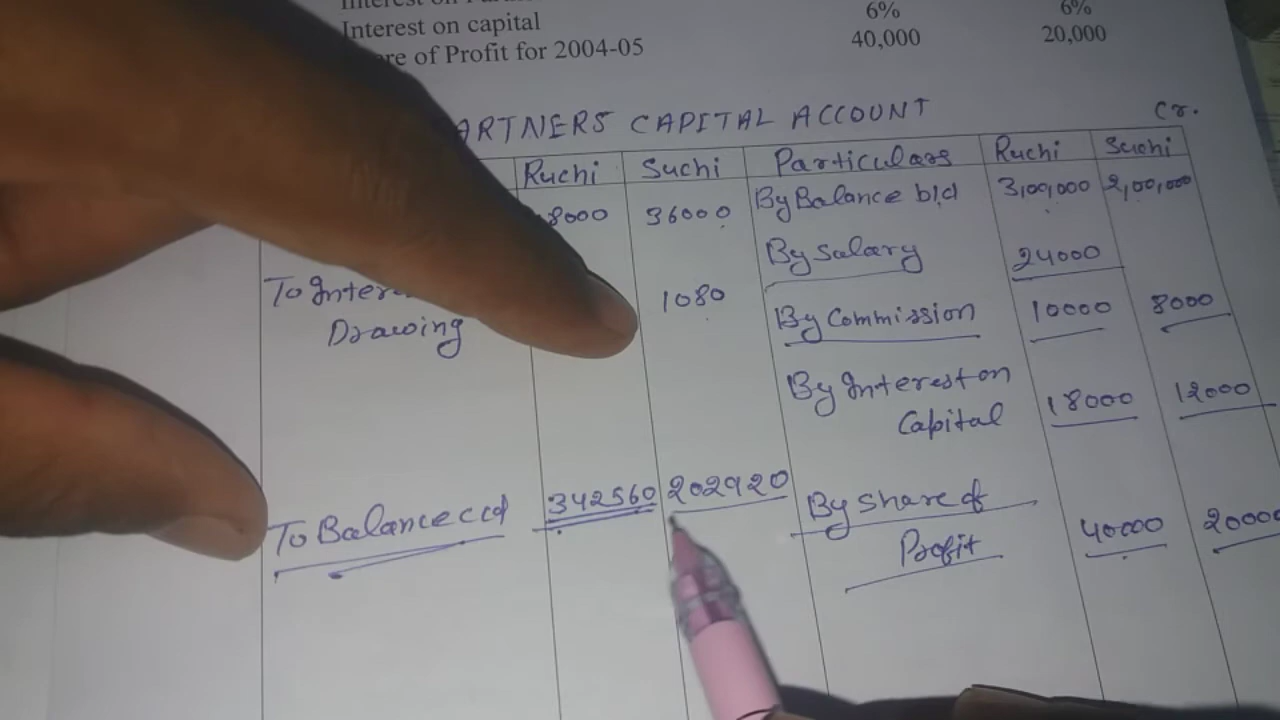 Interest on capital 6% 6%
re of Profit for 2004-05 40,000 20,000
ARTNERS CAPITAL ACCOUNT
Cr.
Ruchi Suchi Particulars Ruchi Suchi
8000 36000 By Balance b/d 3,00,000 2,00,000
By Salary 24000
To Inter 1080 By Commission 10000 8000
Drawing
By Interest on 18000 12000
Capital
To Balance c/d 342560 202920 By Share of 40000 20000
Profit